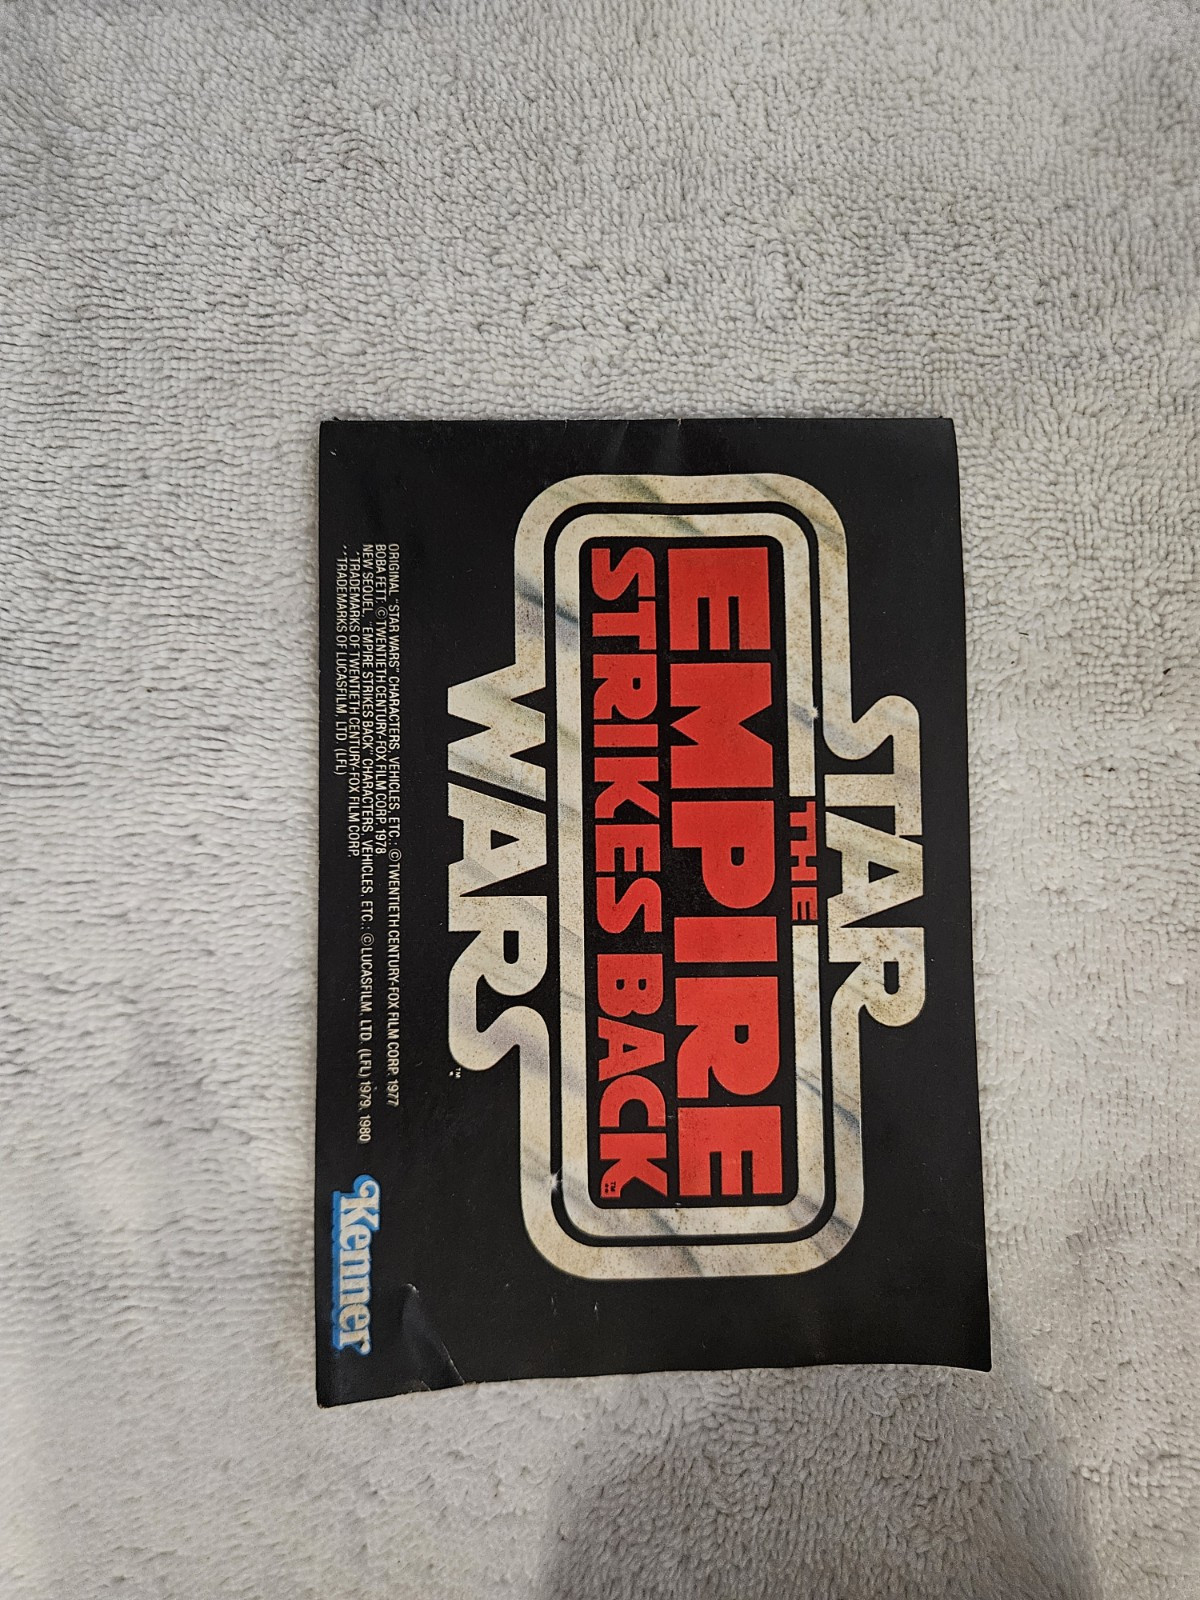 STAR
THE
EMPIRE
STRIKES BACK™
WARS™
ORIGINAL "STAR WARS" CHARACTERS, VEHICLES, ETC.: ©TWENTIETH CENTURY-FOX FILM CORP. 1977
BOBA FETT: ©TWENTIETH CENTURY-FOX FILM CORP. 1978
NEW SEQUEL, "EMPIRE STRIKES BACK" CHARACTERS, VEHICLES, ETC.: ©LUCASFILM, LTD. (LFL) 1979, 1980
*TRADEMARKS OF TWENTIETH CENTURY-FOX FILM CORP.
**TRADEMARKS OF LUCASFILM, LTD. (LFL)
Kenner